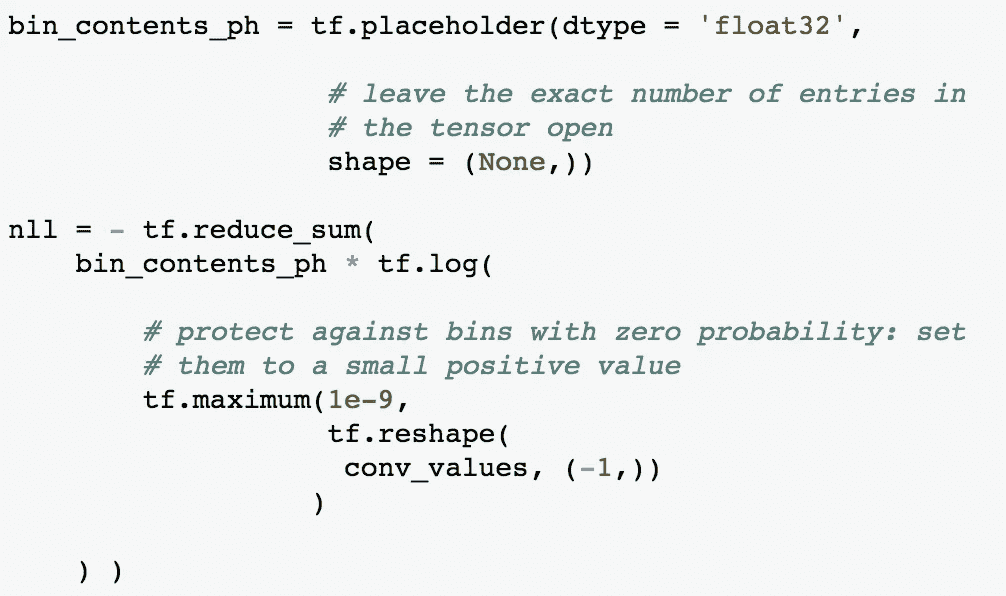 bin_contents_ph = tf.placeholder(dtype = 'float32',
# leave the exact number of entries in
# the tensor open
shape = (None,))
nll = - tf.reduce_sum(
bin_contents_ph * tf.log(
# protect against bins with zero probability: set
# them to a small positive value
tf.maximum(1e-9,
tf.reshape(
conv_values, (-1,))
)
) )